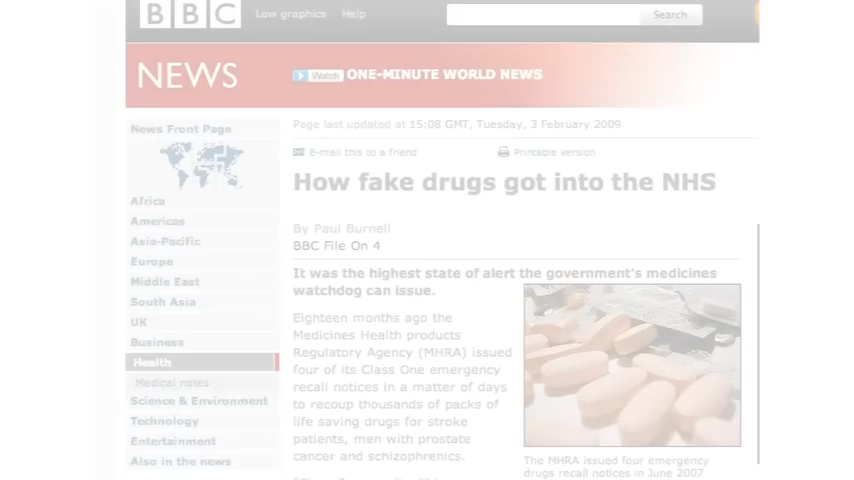 BBC
Low graphics Help
Search
NEWS
Watch ONE-MINUTE WORLD NEWS
Page last updated at 15:08 GMT, Tuesday, 3 February 2009
News Front Page
E-mail this to a friend
Printable version
Africa
Americas
Asia-Pacific
Europe
Middle East
South Asia
UK
Business
Health
Medical notes
Science & Environment
Technology
Entertainment
Also in the news
How fake drugs got into the NHS
By Paul Burnell
BBC File On 4
It was the highest state of alert the government's medicines
watchdog can issue.
Eighteen months ago the
Medicines Health products
Regulatory Agency (MHRA) issued
four of its Class One emergency
recall notices in a matter of days
to recoup thousands of packs of
life saving drugs for stroke
patients, men with prostate
cancer and schizophrenics.
The MHRA issued four emergency
drugs recall notices in June 2007